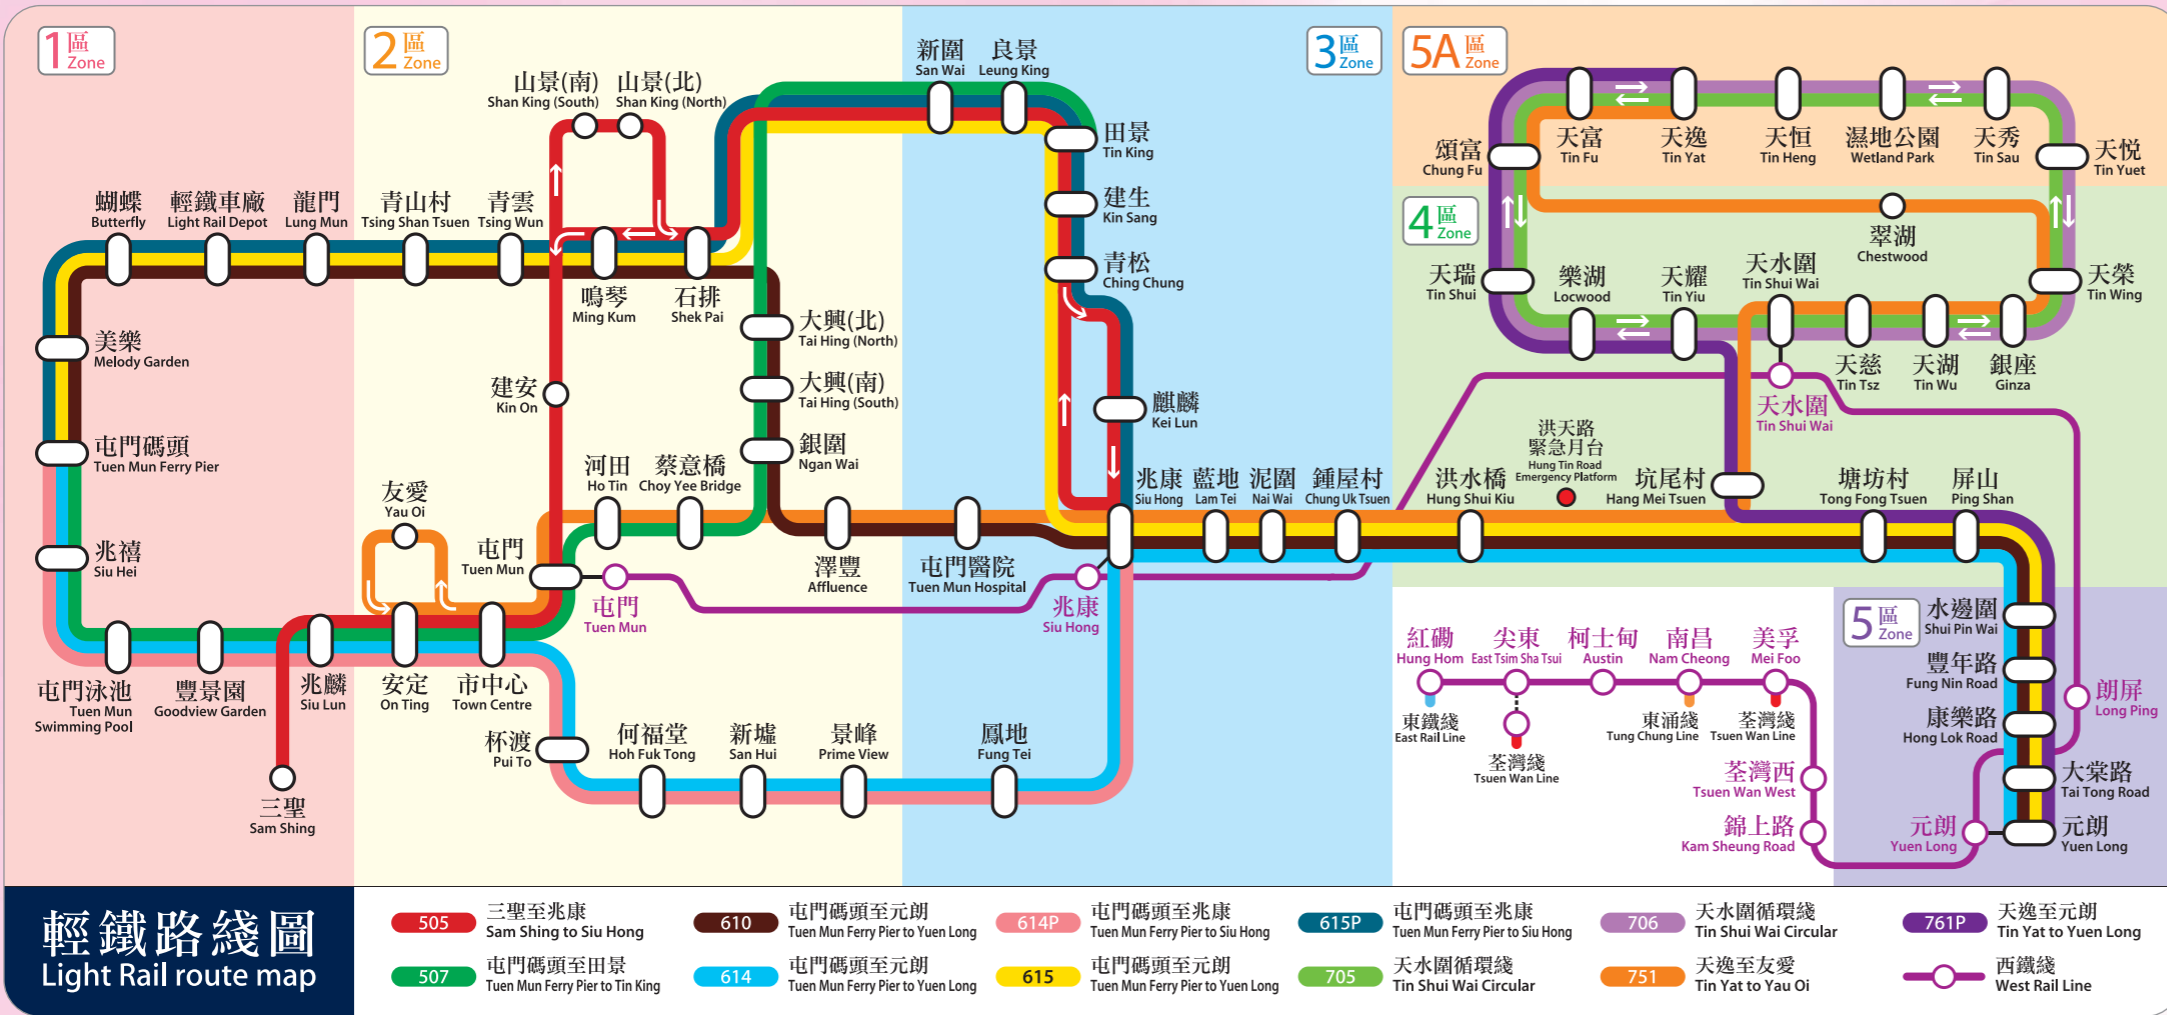 1 區
Zone
2 區
Zone
3 區
Zone
5A 區
Zone
4 區
Zone
5 區
Zone
新圍
San Wai
良景
Leung King
山景(南)
Shan King (South)
山景(北)
Shan King (North)
田景
Tin King
建生
Kin Sang
青松
Ching Chung
麒麟
Kei Lun
蝴蝶
Butterfly
輕鐵車廠
Light Rail Depot
龍門
Lung Mun
青山村
Tsing Shan Tsuen
青雲
Tsing Wun
鳴琴
Ming Kum
石排
Shek Pai
大興(北)
Tai Hing (North)
大興(南)
Tai Hing (South)
銀圍
Ngan Wai
美樂
Melody Garden
屯門碼頭
Tuen Mun Ferry Pier
兆禧
Siu Hei
屯門泳池
Tuen Mun
Swimming Pool
豐景園
Goodview Garden
兆麟
Siu Lun
三聖
Sam Shing
安定
On Ting
市中心
Town Centre
友愛
Yau Oi
屯門
Tuen Mun
建安
Kin On
河田
Ho Tin
蔡意橋
Choy Yee Bridge
澤豐
Affluence
屯門醫院
Tuen Mun Hospital
屯門
Tuen Mun
兆康
Siu Hong
杯渡
Pui To
何福堂
Hoh Fuk Tong
新墟
San Hui
景峰
Prime View
鳳地
Fung Tei
兆康
Siu Hong
藍地
Lam Tei
泥圍
Nai Wai
鍾屋村
Chung Uk Tsuen
洪水橋
Hung Shui Kiu
洪天路
緊急月台
Hung Tin Road
Emergency Platform
坑尾村
Hang Mei Tsuen
塘坊村
Tong Fong Tsuen
屏山
Ping Shan
頌富
Chung Fu
天富
Tin Fu
天逸
Tin Yat
天恒
Tin Heng
濕地公園
Wetland Park
天秀
Tin Sau
天悅
Tin Yuet
翠湖
Chestwood
天瑞
Tin Shui
樂湖
Locwood
天耀
Tin Yiu
天水圍
Tin Shui Wai
天慈
Tin Tsz
天湖
Tin Wu
銀座
Ginza
天榮
Tin Wing
天水圍
Tin Shui Wai
水邊圍
Shui Pin Wai
豐年路
Fung Nin Road
康樂路
Hong Lok Road
大棠路
Tai Tong Road
元朗
Yuen Long
朗屏
Long Ping
元朗
Yuen Long
紅磡
Hung Hom
尖東
East Tsim Sha Tsui
柯士甸
Austin
南昌
Nam Cheong
美孚
Mei Foo
東鐵綫
East Rail Line
荃灣綫
Tsuen Wan Line
東涌綫
Tung Chung Line
荃灣綫
Tsuen Wan Line
荃灣西
Tsuen Wan West
錦上路
Kam Sheung Road
輕鐵路綫圖
Light Rail route map
505 三聖至兆康
Sam Shing to Siu Hong
610 屯門碼頭至元朗
Tuen Mun Ferry Pier to Yuen Long
614P 屯門碼頭至兆康
Tuen Mun Ferry Pier to Siu Hong
615P 屯門碼頭至兆康
Tuen Mun Ferry Pier to Siu Hong
706 天水圍循環綫
Tin Shui Wai Circular
761P 天逸至元朗
Tin Yat to Yuen Long
507 屯門碼頭至田景
Tuen Mun Ferry Pier to Tin King
614 屯門碼頭至元朗
Tuen Mun Ferry Pier to Yuen Long
615 屯門碼頭至元朗
Tuen Mun Ferry Pier to Yuen Long
705 天水圍循環綫
Tin Shui Wai Circular
751 天逸至友愛
Tin Yat to Yau Oi
西鐵綫
West Rail Line